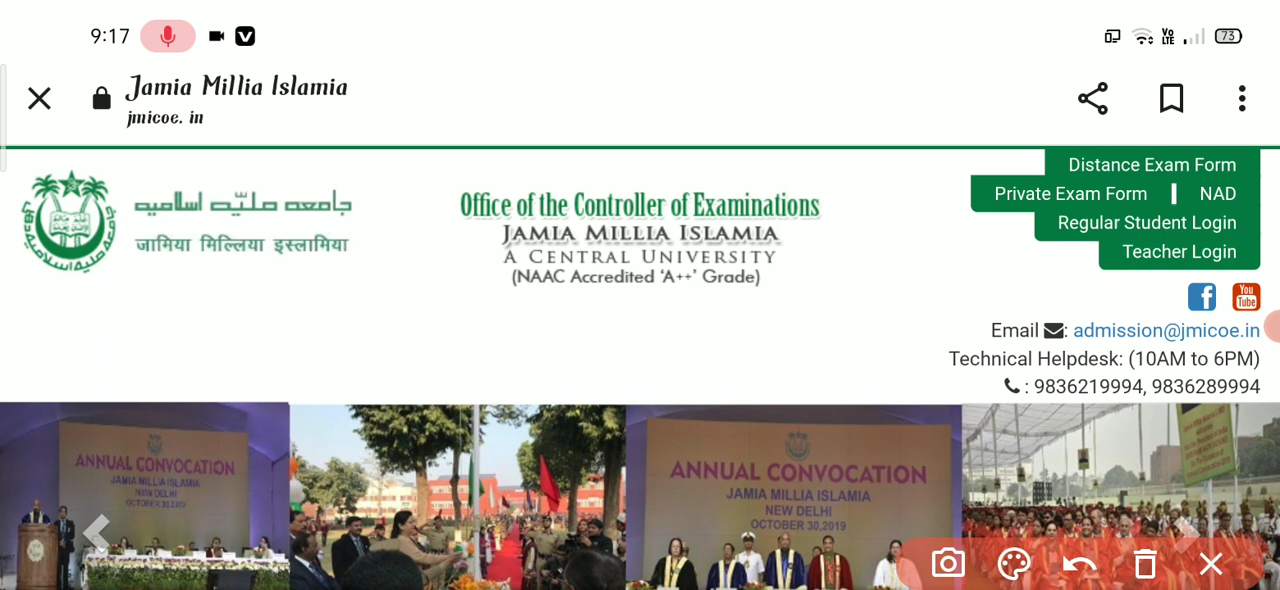 9:17
Vo
LTE
73
Jamia Millia Islamia
jmicoe. in
Distance Exam Form
Private Exam Form
NAD
Regular Student Login
Teacher Login
جامعہ ملیّہ اسلامیہ
जामिया मिल्लिया इस्लामिया
Office of the Controller of Examinations
JAMIA MILLIA ISLAMIA
A CENTRAL UNIVERSITY
(NAAC Accredited 'A++' Grade)
You
Tube
Email : admission@jmicoe.in
Technical Helpdesk: (10AM to 6PM)
: 9836219994, 9836289994
ANNUAL CONVOCATION
JAMIA MILLIA ISLAMIA
NEW DELHI
OCTOBER 30,2019
ANNUAL CONVOCATION
JAMIA MILLIA ISLAMIA
NEW DELHI
OCTOBER 30,2019